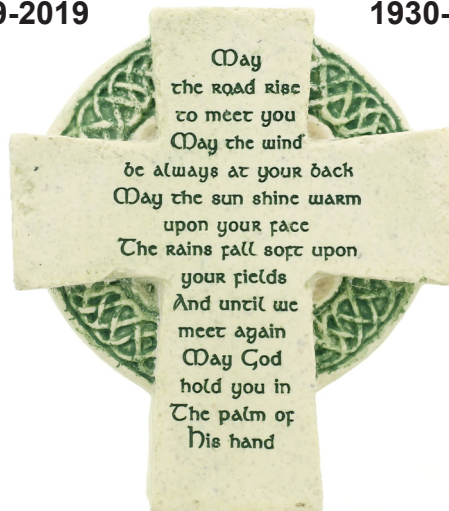 9-2019 1930-
May
the road rise
to meet you
May the wind
be always at your back
May the sun shine warm
upon your face
The rains fall soft upon
your fields
And until we
meet again
May God
hold you in
The palm of
His hand